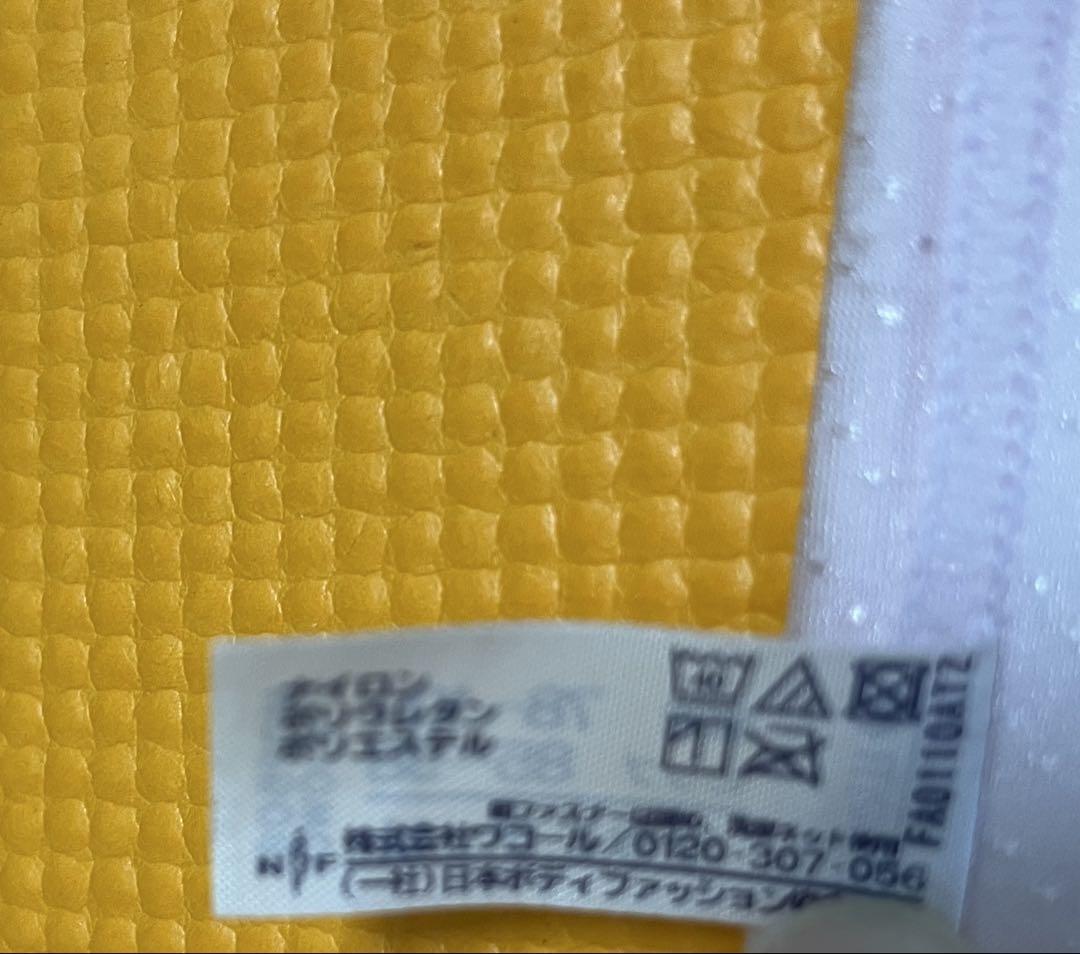 ナイロン
ポリウレタン
ポリエステル
株式会社ワコール/0120-307-056
(一社)日本ボディファッション
N F
FA0110AYTZ